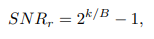 SNR_r = 2^{k/B} − 1,